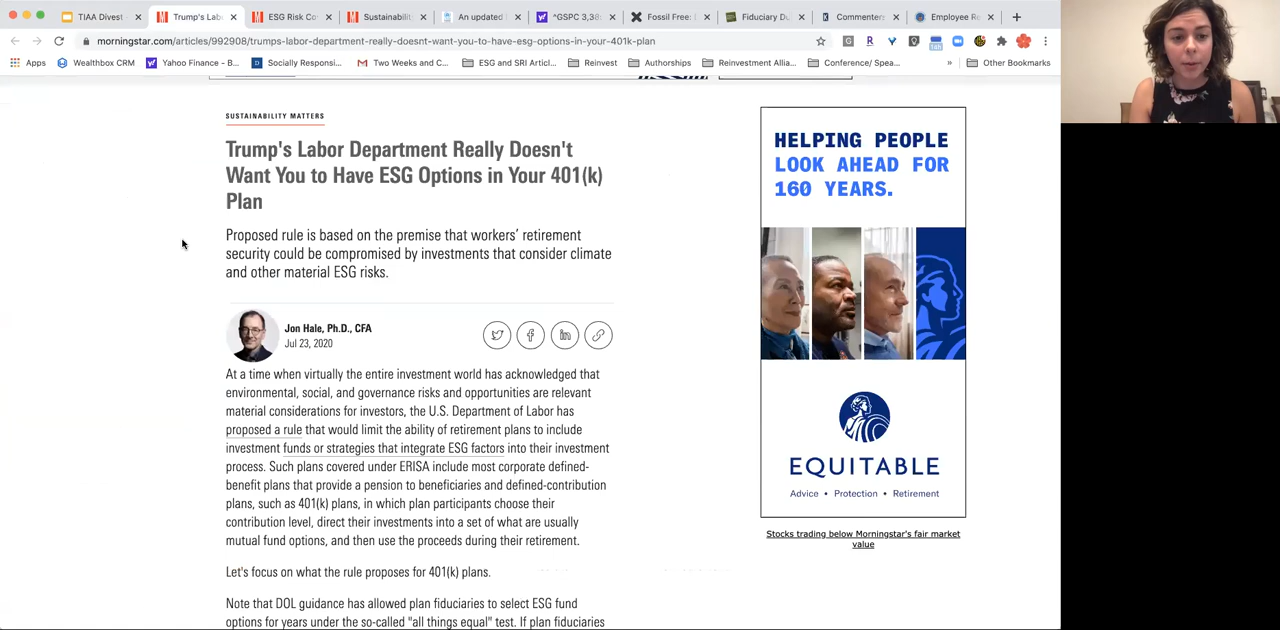 TIAA Divest
Trump's Lab
ESG Risk Co
Sustainabilit
An updated
^GSPC 3,38
Fossil Free:
Fiduciary Du
Commenters
Employee Re
morningstar.com/articles/992908/trumps-labor-department-really-doesnt-want-you-to-have-esg-options-in-your-401k-plan
Apps
Wealthbox CRM
Yahoo Finance - B...
Socially Responsi...
Two Weeks and C...
ESG and SRI Articl...
Reinvest
Authorships
Reinvestment Allia...
Conference/ Spea...
»
Other Bookmarks
SUSTAINABILITY MATTERS
Trump's Labor Department Really Doesn't
Want You to Have ESG Options in Your 401(k)
Plan
Proposed rule is based on the premise that workers' retirement
security could be compromised by investments that consider climate
and other material ESG risks.
Jon Hale, Ph.D., CFA
Jul 23, 2020
At a time when virtually the entire investment world has acknowledged that
environmental, social, and governance risks and opportunities are relevant
material considerations for investors, the U.S. Department of Labor has
proposed a rule that would limit the ability of retirement plans to include
investment funds or strategies that integrate ESG factors into their investment
process. Such plans covered under ERISA include most corporate defined-
benefit plans that provide a pension to beneficiaries and defined-contribution
plans, such as 401(k) plans, in which plan participants choose their
contribution level, direct their investments into a set of what are usually
mutual fund options, and then use the proceeds during their retirement.
Let's focus on what the rule proposes for 401(k) plans.
Note that DOL guidance has allowed plan fiduciaries to select ESG fund
options for years under the so-called "all things equal" test. If plan fiduciaries
HELPING PEOPLE
LOOK AHEAD FOR
160 YEARS.
EQUITABLE
Advice • Protection • Retirement
Stocks trading below Morningstar's fair market
value